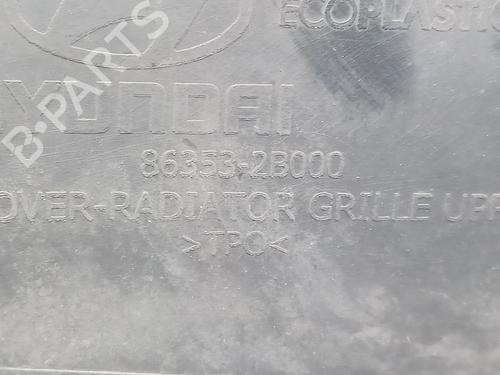 ECOPLASTIC
B-PARTS
YUNDAI
86353-2B000
OVER-RADIATOR GRILLE UPP
>TPO<